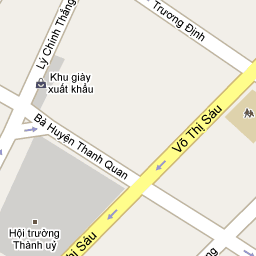 Lý Chính Thắng
Trương Định
Khu giày
xuất khẩu
Bà Huyện Thanh Quan
Võ Thị Sáu
Hội trường
Thành uỷ
Thị Sáu